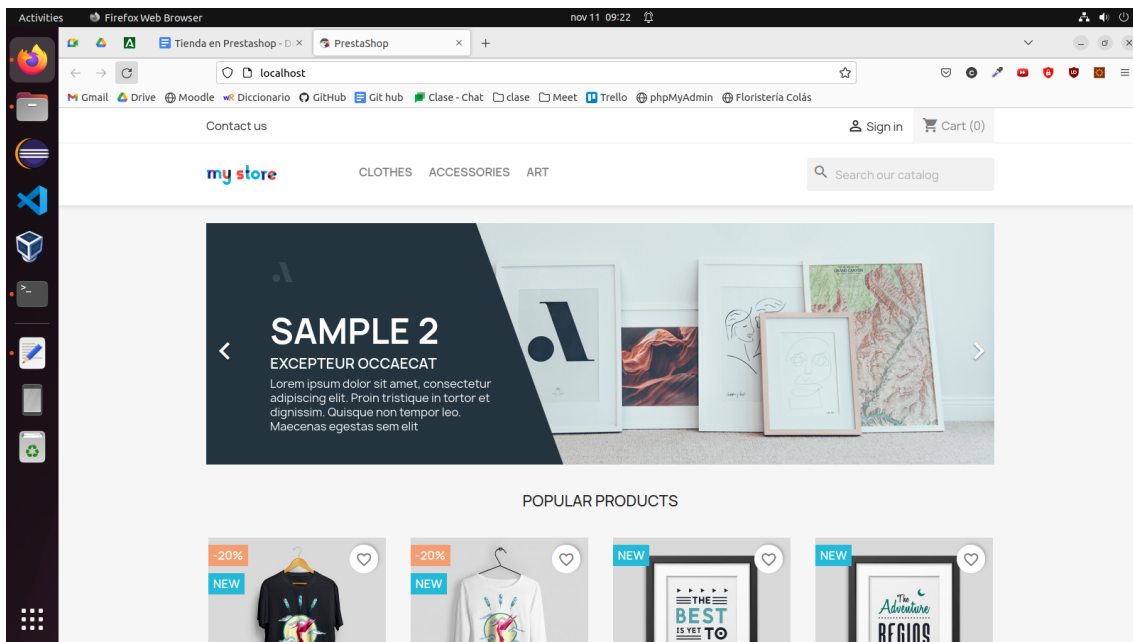 Activities Firefox Web Browser nov 11 09:22
Tienda en Prestashop - D PrestaShop
localhost
Gmail Drive Moodle Diccionario GitHub Git hub Clase - Chat clase Meet Trello phpMyAdmin Floristería Colás
Contact us Sign in Cart (0)
my store CLOTHES ACCESSORIES ART Search our catalog
SAMPLE 2
EXCEPTEUR OCCAECAT
Lorem ipsum dolor sit amet, consectetur
adipiscing elit. Proin tristique in tortor et
dignissim. Quisque non tempor leo.
Maecenas egestas sem elit
POPULAR PRODUCTS
-20% -20% NEW NEW
NEW NEW
THE
BEST
IS YET TO
The
Adventure
BEGINS